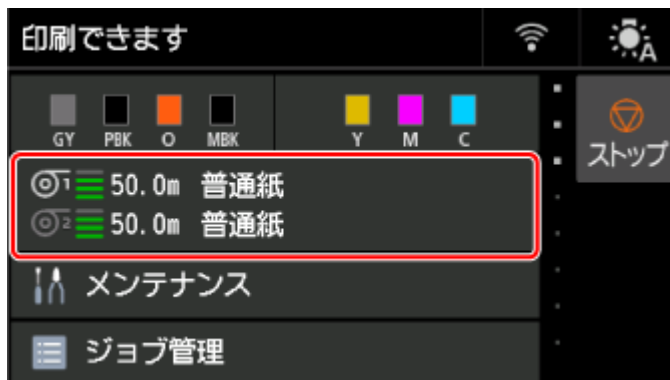 印刷できます
A
GY PBK O MBK Y M C
ストップ
1 50.0m 普通紙
2 50.0m 普通紙
メンテナンス
ジョブ管理